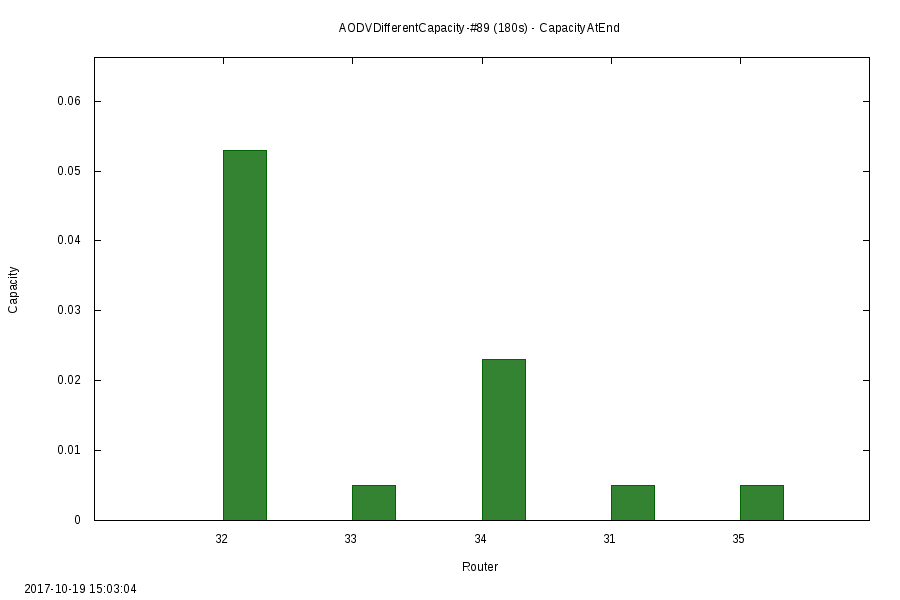 AODVDifferentCapacity-#89 (180s) - CapacityAtEnd
0.06
0.05
0.04
0.03
0.02
0.01
0
Capacity
32 33 34 31 35
Router
2017-10-19 15:03:04